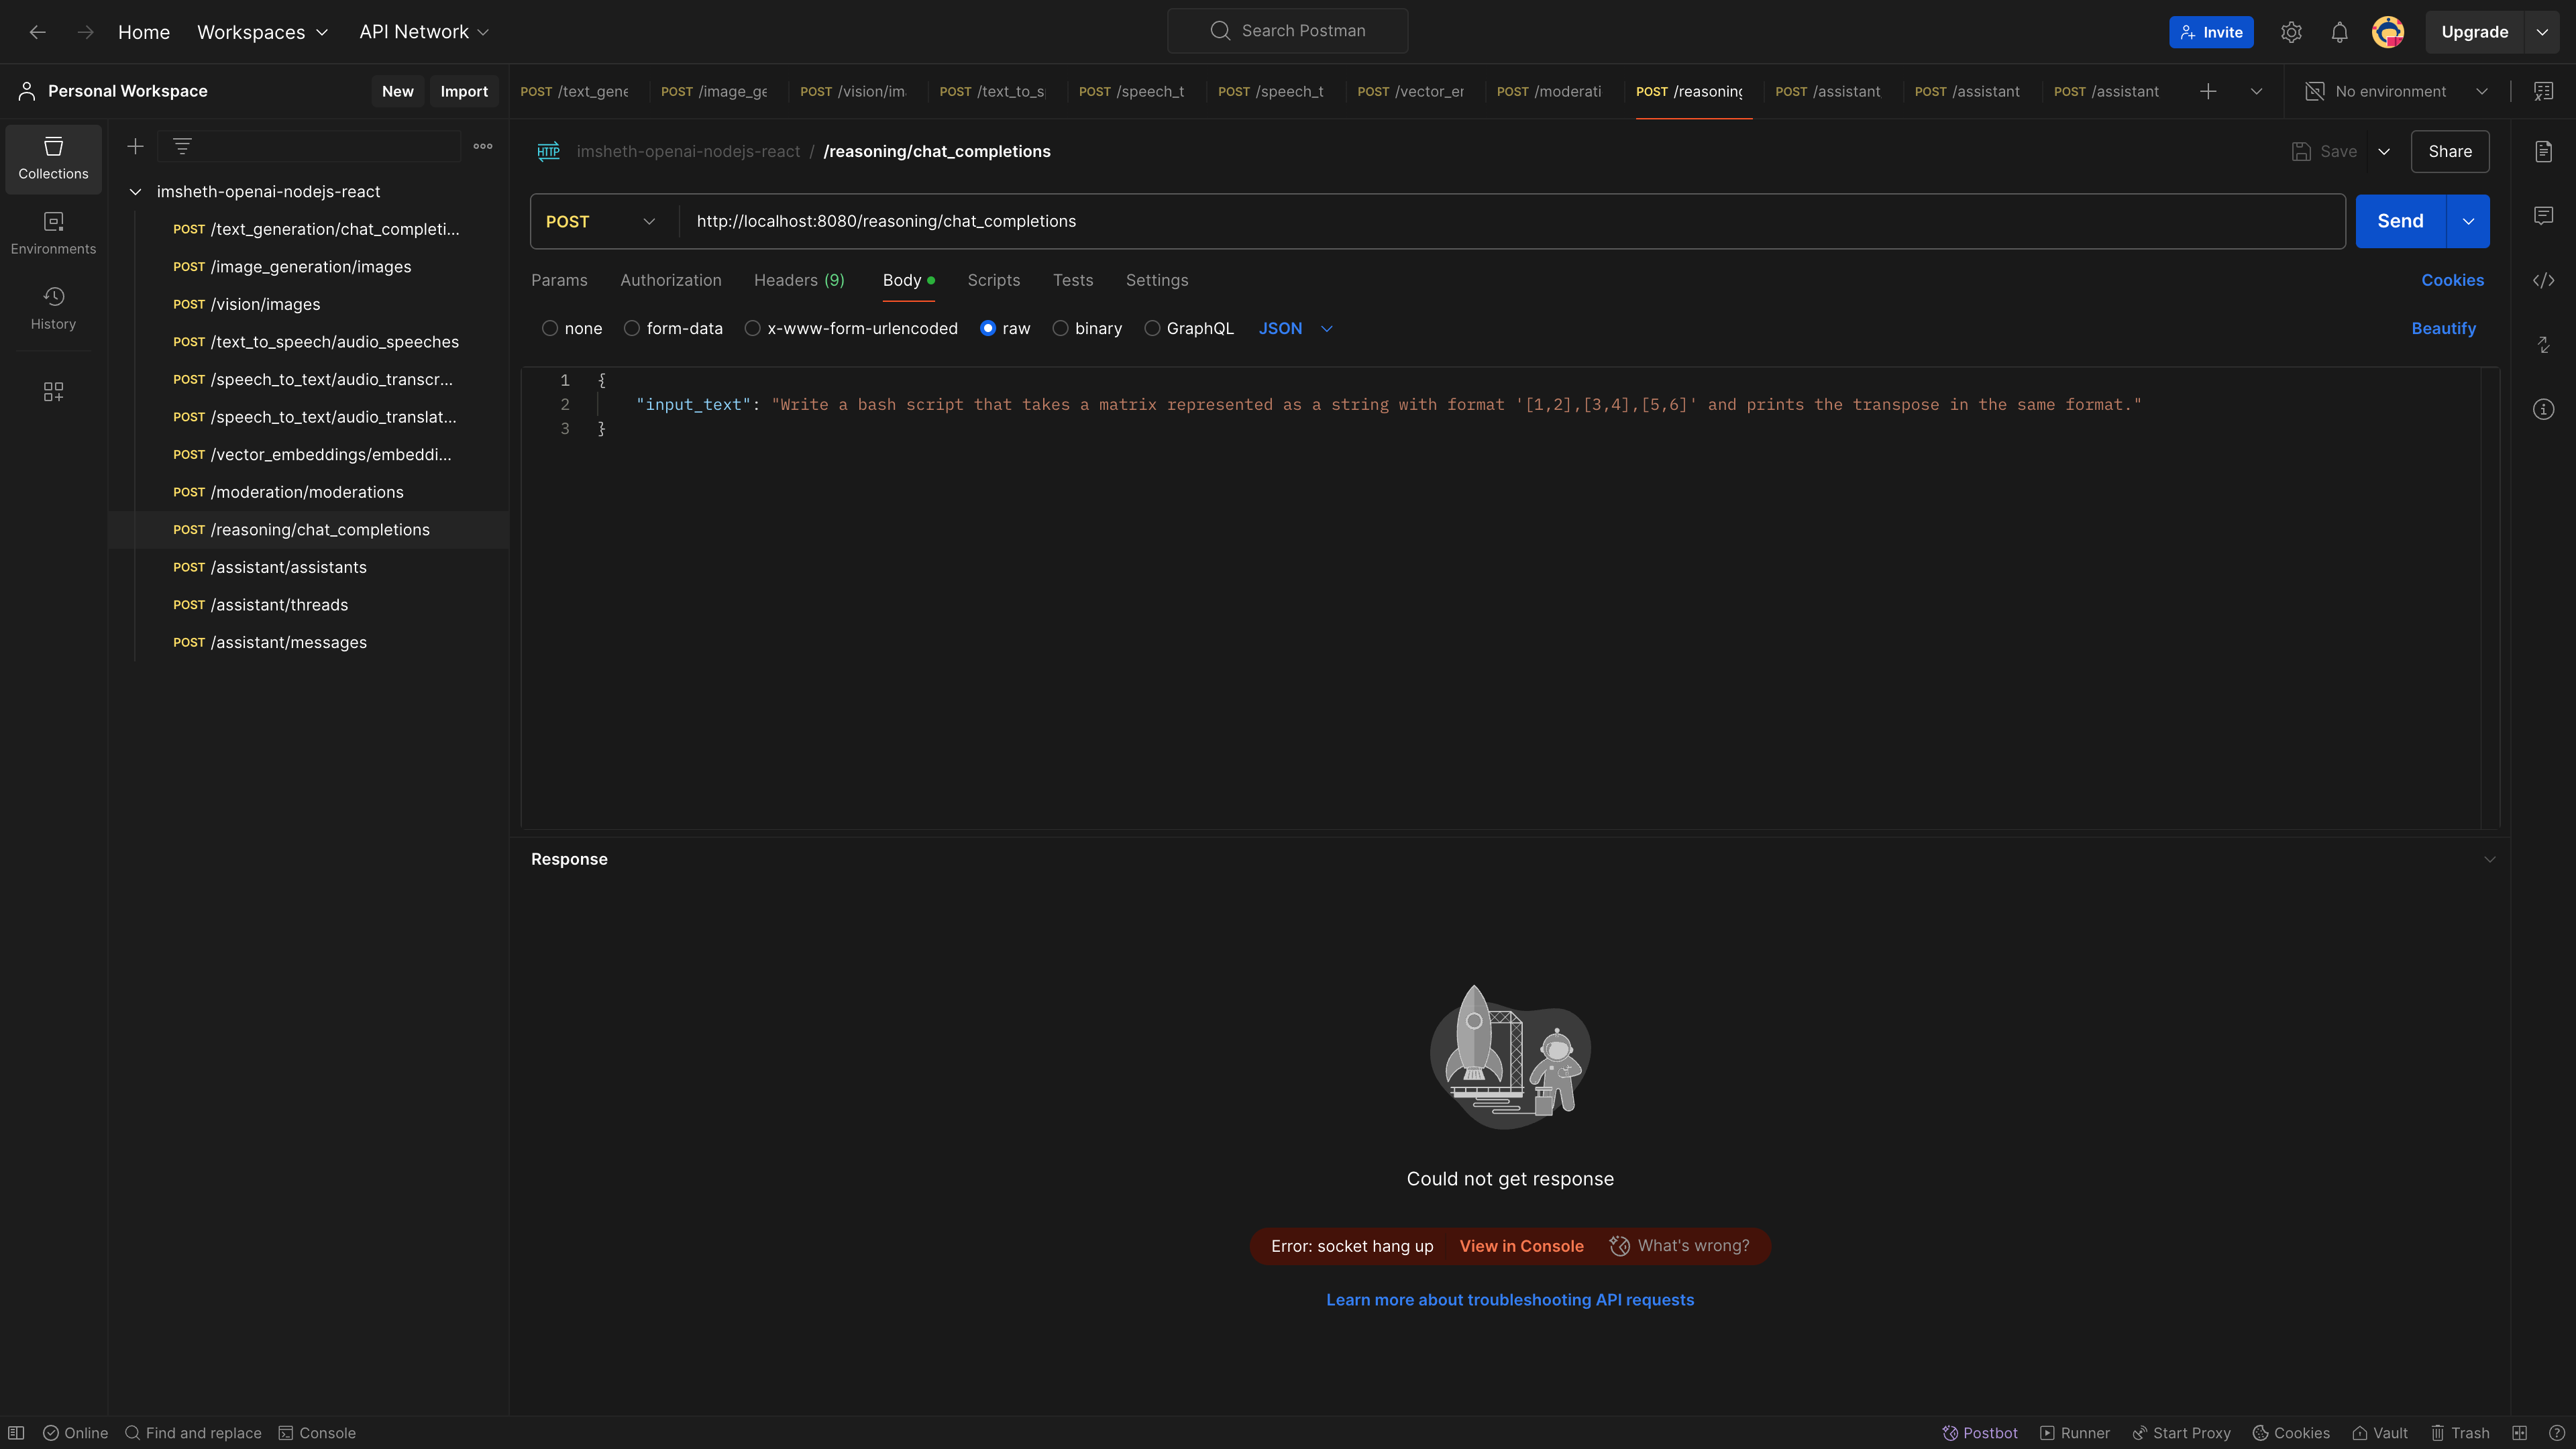 Home Workspaces API Network Search Postman Invite Upgrade
Personal Workspace New Import POST /text_gene POST /image_ge POST /vision/im POST /text_to_s POST /speech_t POST /speech_t POST /vector_er POST /moderati POST /reasoning POST /assistant POST /assistant POST /assistant No environment
Collections
Environments
History
imsheth-openai-nodejs-react
POST /text_generation/chat_completi...
POST /image_generation/images
POST /vision/images
POST /text_to_speech/audio_speeches
POST /speech_to_text/audio_transcr...
POST /speech_to_text/audio_translat...
POST /vector_embeddings/embeddi...
POST /moderation/moderations
POST /reasoning/chat_completions
POST /assistant/assistants
POST /assistant/threads
POST /assistant/messages
HTTP imsheth-openai-nodejs-react / /reasoning/chat_completions Save Share
POST http://localhost:8080/reasoning/chat_completions Send
Params Authorization Headers (9) Body Scripts Tests Settings Cookies
none form-data x-www-form-urlencoded raw binary GraphQL JSON Beautify
1 {
2 "input_text": "Write a bash script that takes a matrix represented as a string with format '[1,2],[3,4],[5,6]' and prints the transpose in the same format."
3 }
Response
Could not get response
Error: socket hang up View in Console What's wrong?
Learn more about troubleshooting API requests
Online Find and replace Console Postbot Runner Start Proxy Cookies Vault Trash